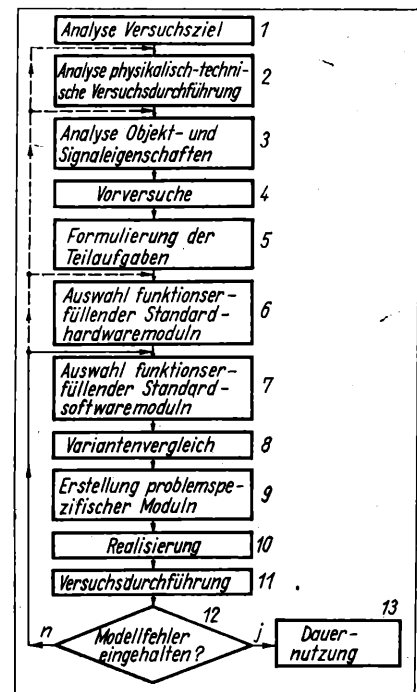 Analyse Versuchsziel 1
Analyse physikalisch-techni-
sche Versuchsdurchführung 2
Analyse Objekt- und
Signaleigenschaften 3
Vorversuche 4
Formulierung der
Teilaufgaben 5
Auswahl funktionser-
füllender Standard-
hardwaremoduln 6
Auswahl funktionser-
füllender Standard-
softwaremoduln 7
Variantenvergleich 8
Erstellung problemspe-
zifischer Moduln 9
Realisierung 10
Versuchsdurchführung 11
12
n Modellfehler j
eingehalten?
13
Dauer-
nutzung